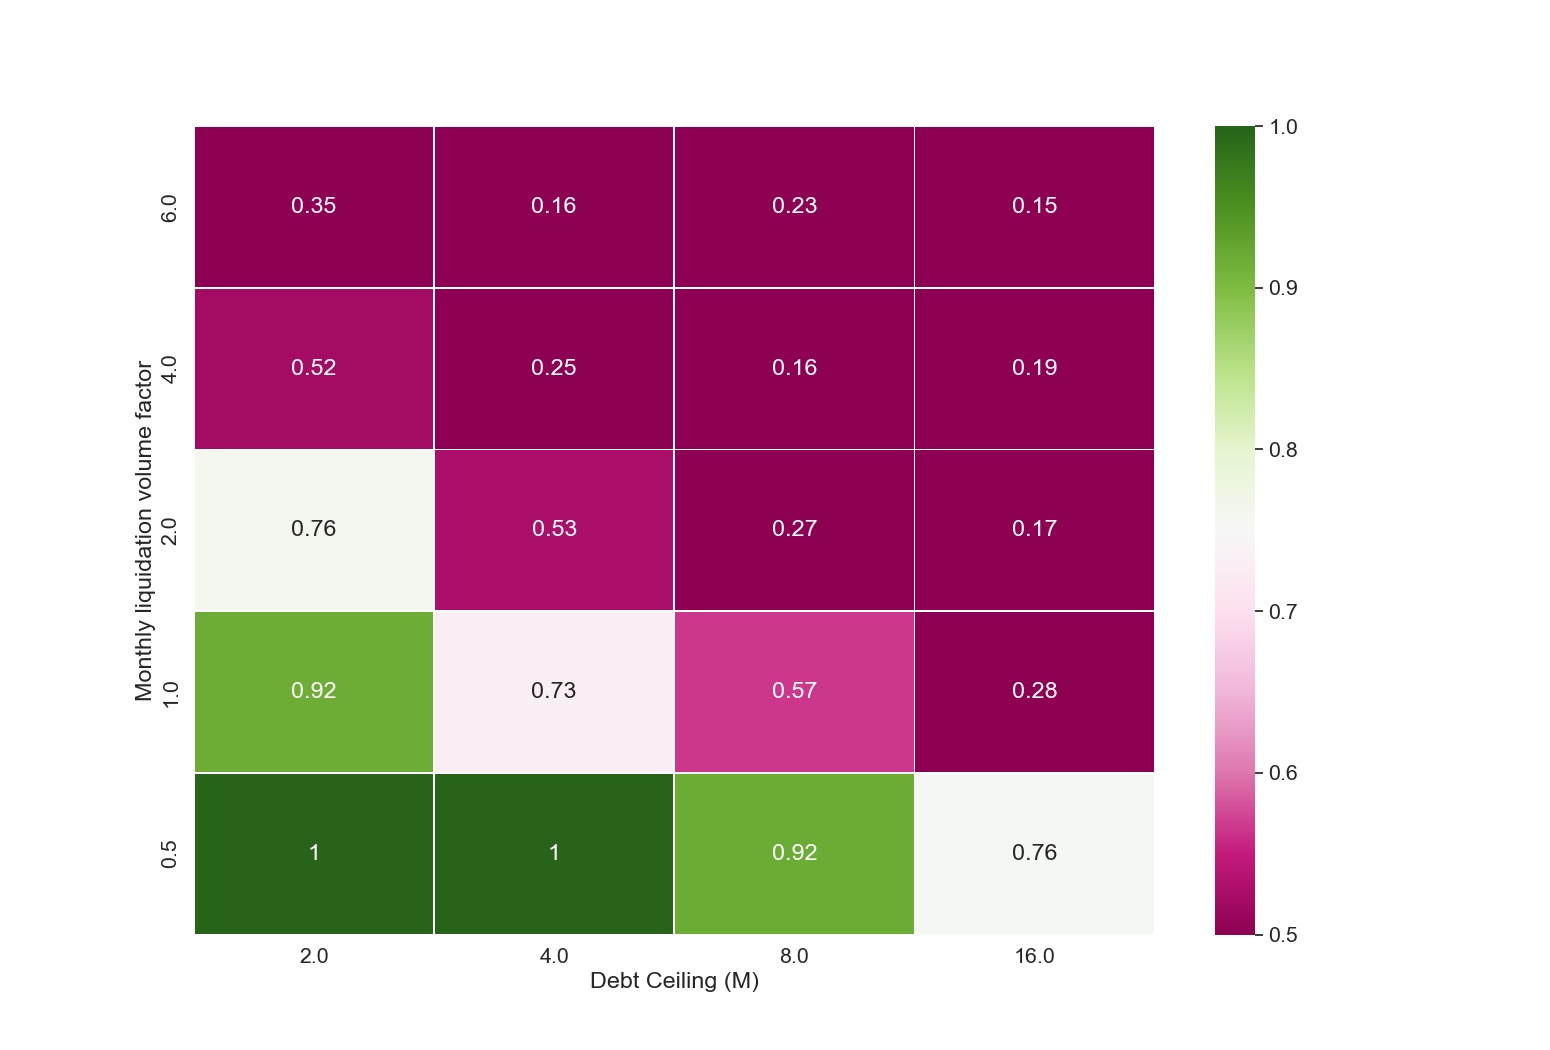 1.0
6.0 0.35 0.16 0.23 0.15
0.9
4.0 0.52 0.25 0.16 0.19
0.8
Monthly liquidation volume factor
2.0 0.76 0.53 0.27 0.17
0.7
1.0 0.92 0.73 0.57 0.28
0.6
0.5 1 1 0.92 0.76
0.5
2.0 4.0 8.0 16.0
Debt Ceiling (M)